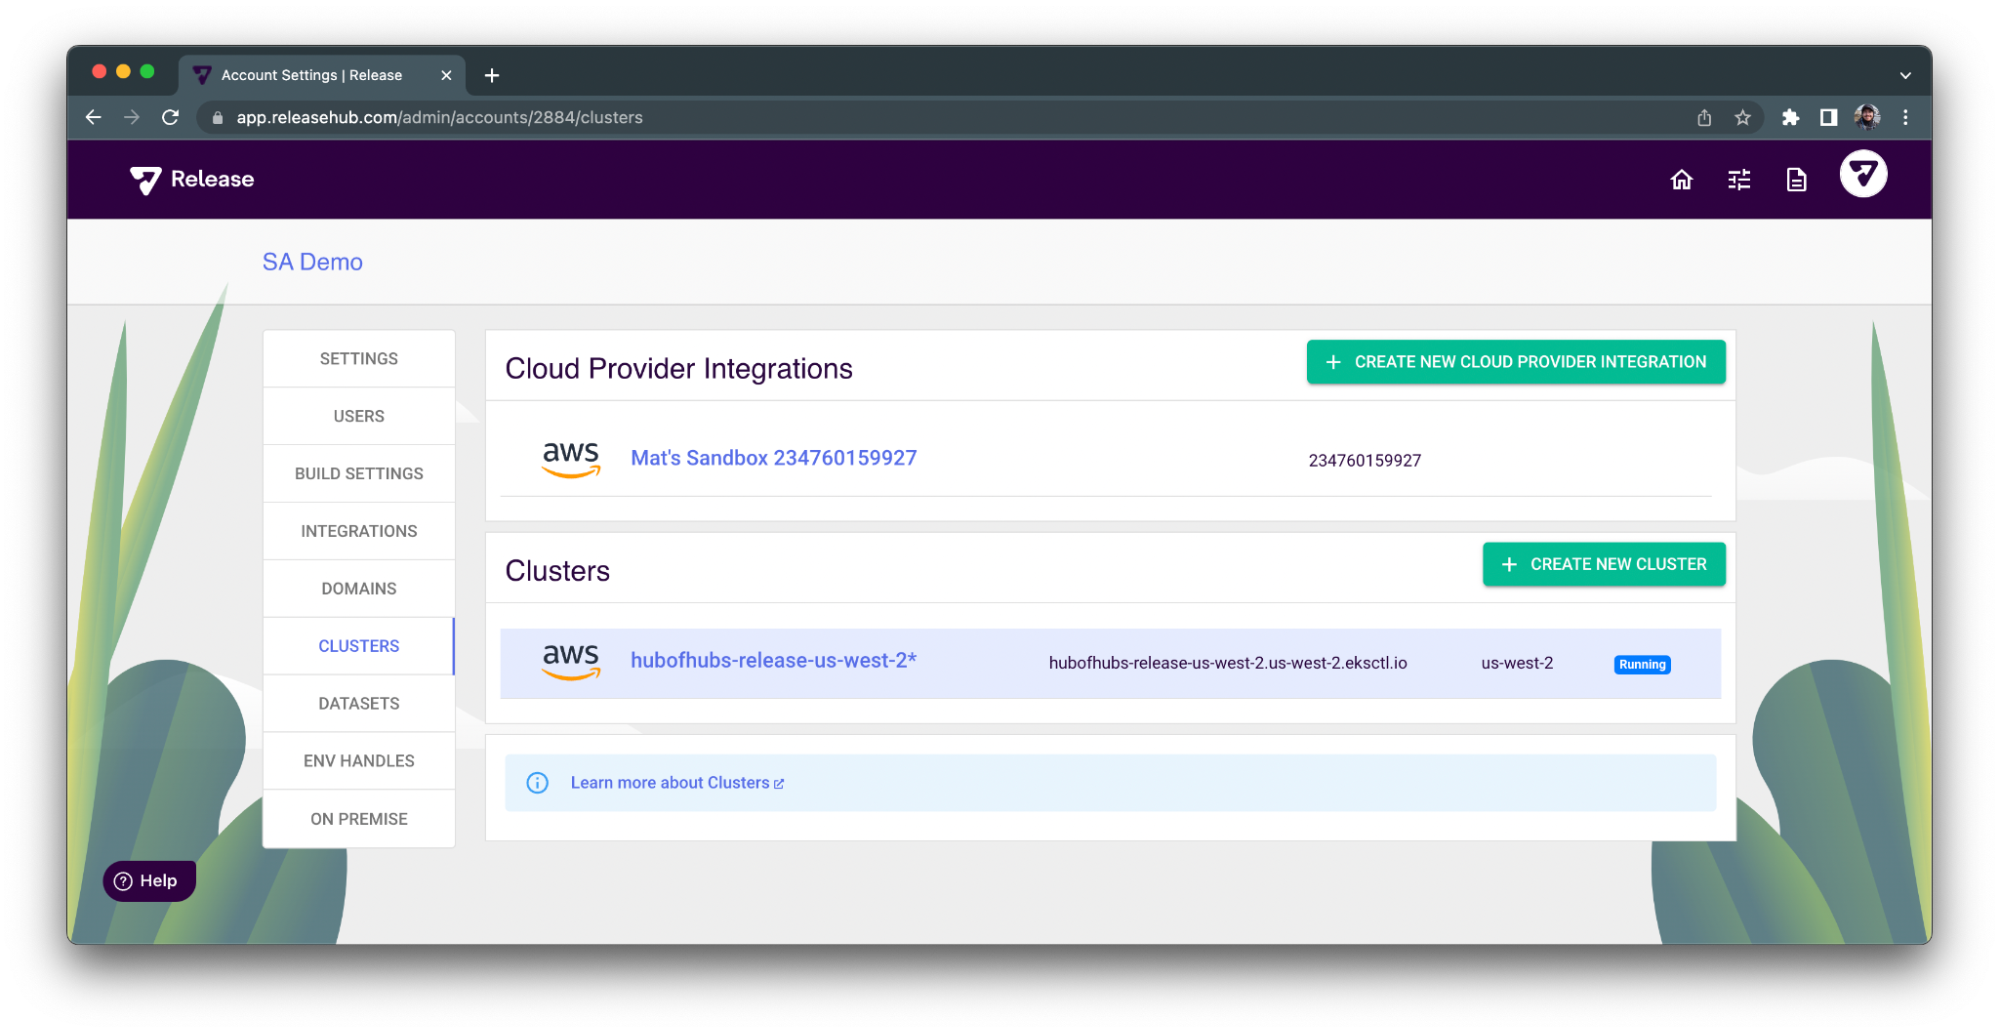 Account Settings | Release
app.releasehub.com/admin/accounts/2884/clusters
Release
SA Demo
SETTINGS
USERS
BUILD SETTINGS
INTEGRATIONS
DOMAINS
CLUSTERS
DATASETS
ENV HANDLES
ON PREMISE
Cloud Provider Integrations
+ CREATE NEW CLOUD PROVIDER INTEGRATION
aws Mat's Sandbox 234760159927 234760159927
Clusters
+ CREATE NEW CLUSTER
aws hubofhubs-release-us-west-2* hubofhubs-release-us-west-2.us-west-2.eksctl.io us-west-2 Running
Learn more about Clusters
Help